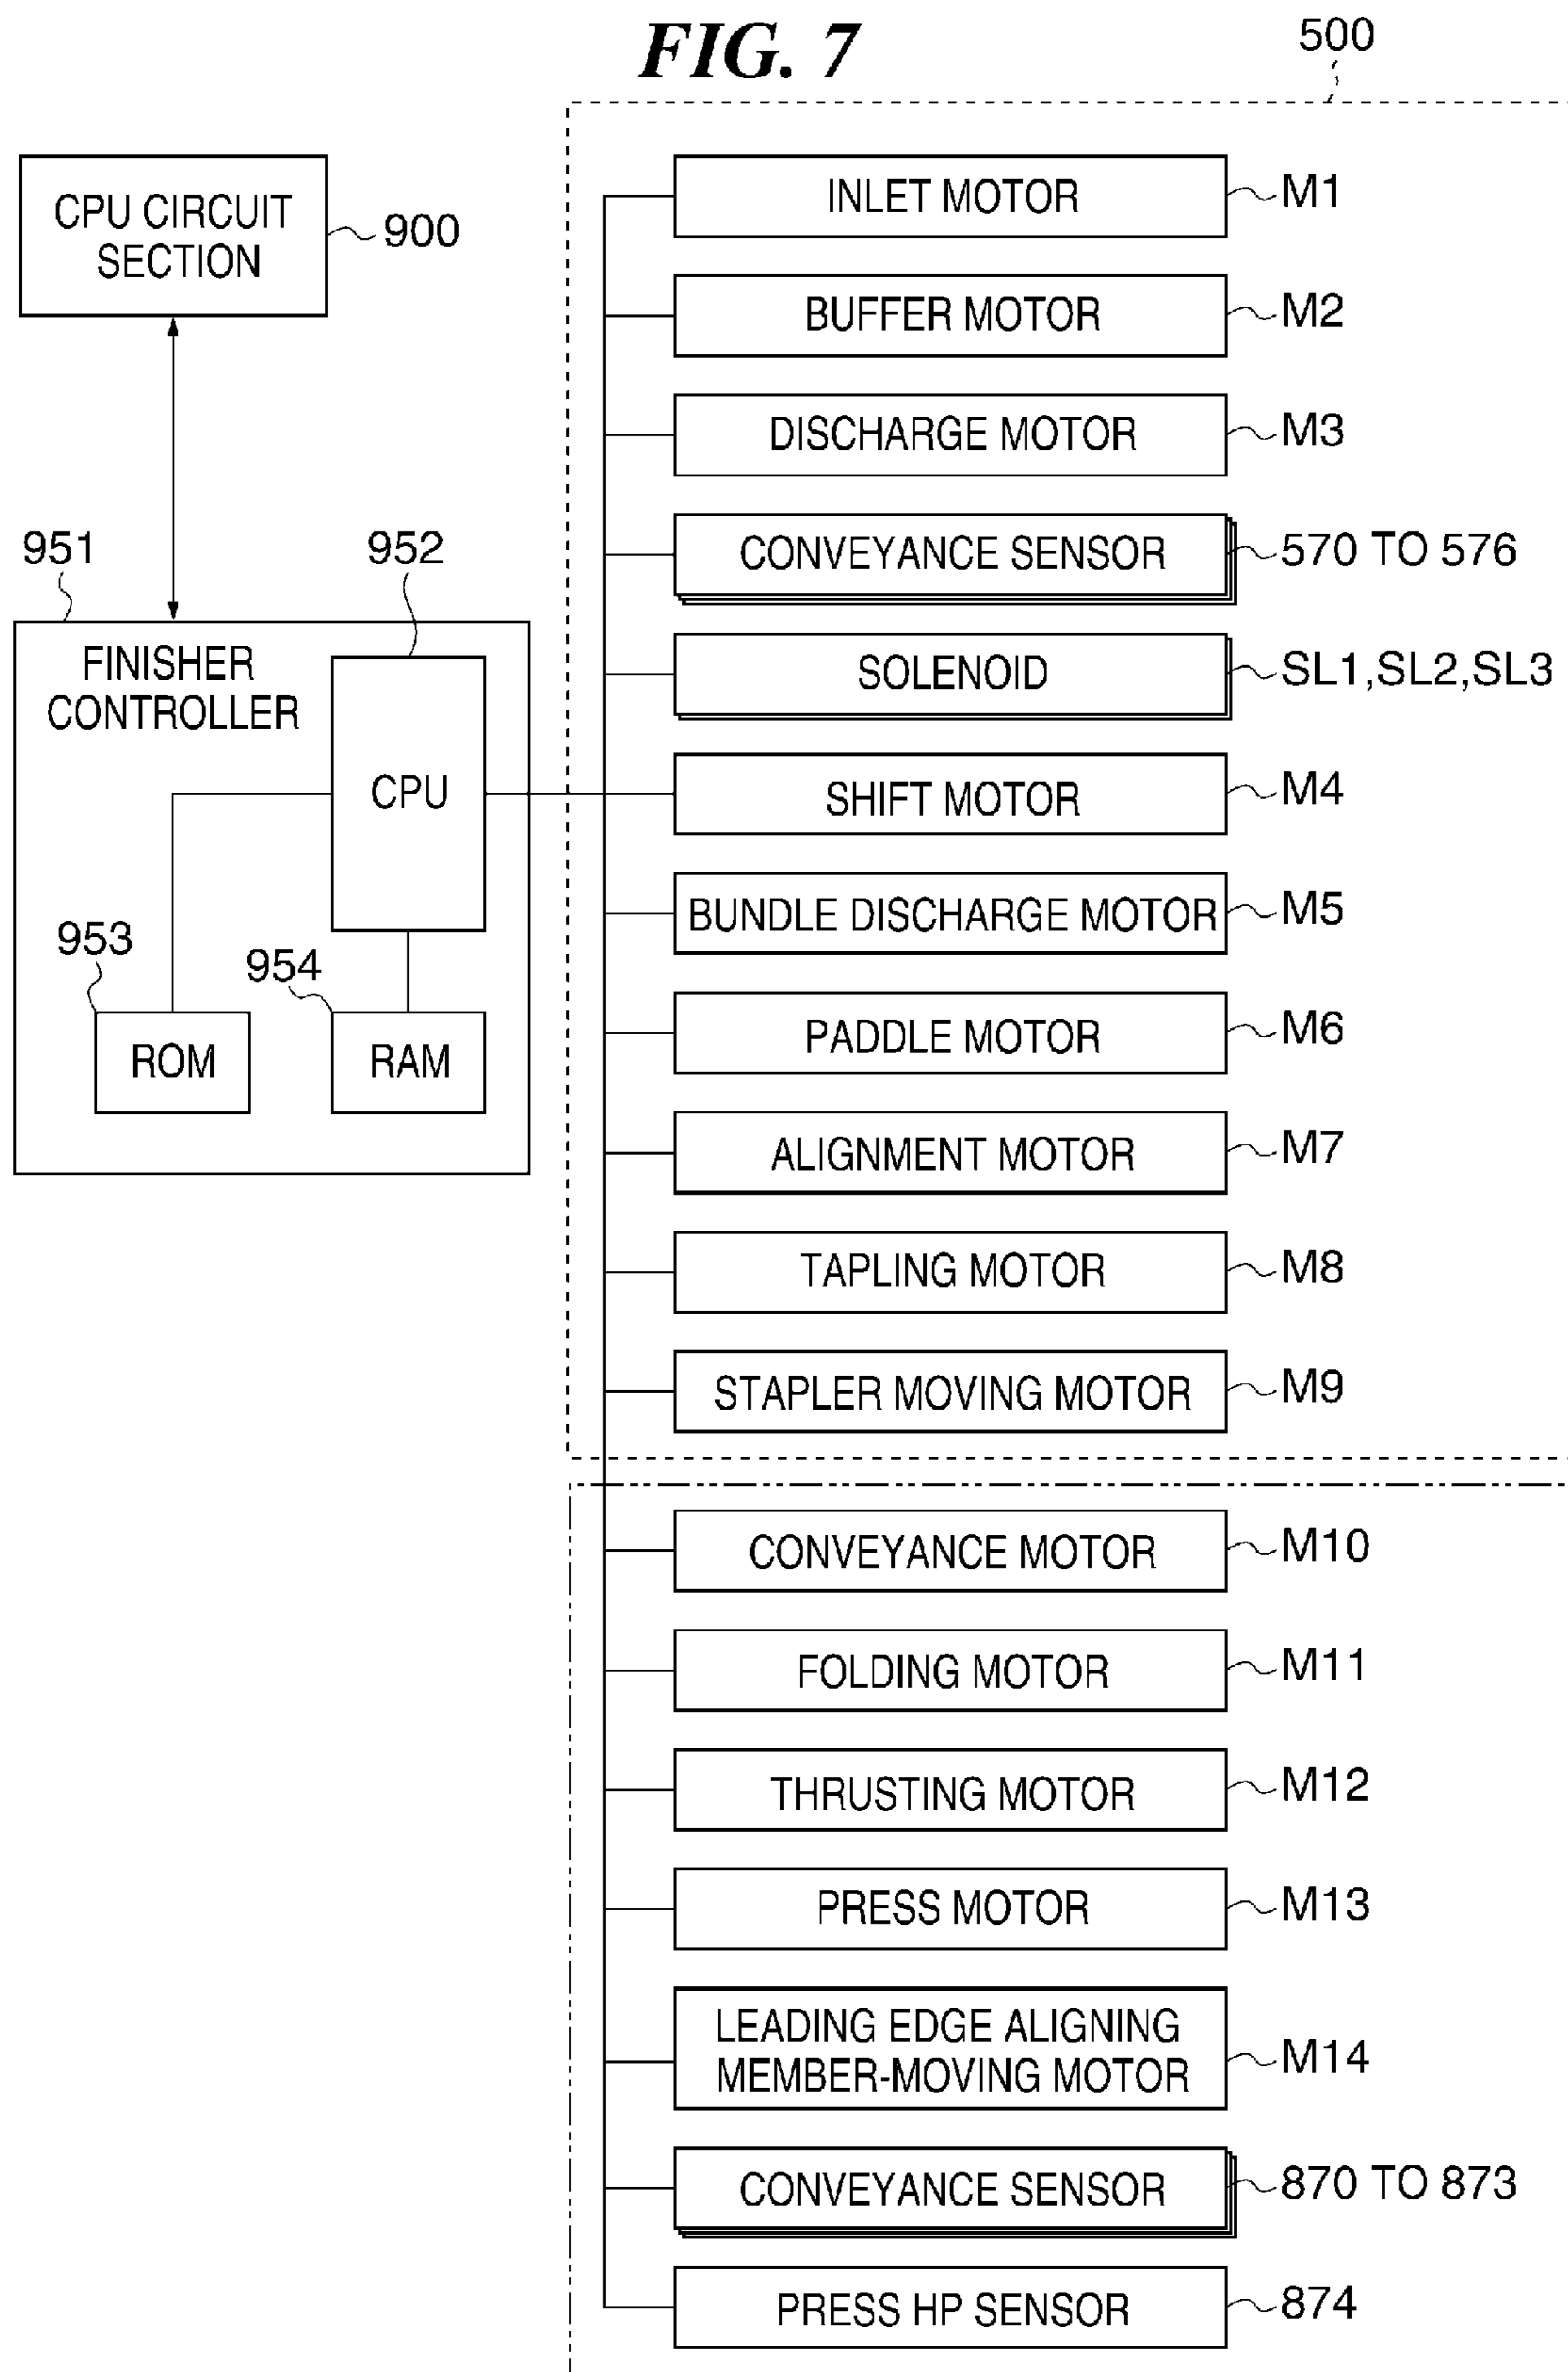 FIG. 7
500
CPU CIRCUIT
SECTION
900
951
952
FINISHER
CONTROLLER
CPU
953
954
ROM
RAM
INLET MOTOR
M1
BUFFER MOTOR
M2
DISCHARGE MOTOR
M3
CONVEYANCE SENSOR
570 TO 576
SOLENOID
SL1,SL2,SL3
SHIFT MOTOR
M4
BUNDLE DISCHARGE MOTOR
M5
PADDLE MOTOR
M6
ALIGNMENT MOTOR
M7
TAPLING MOTOR
M8
STAPLER MOVING MOTOR
M9
CONVEYANCE MOTOR
M10
FOLDING MOTOR
M11
THRUSTING MOTOR
M12
PRESS MOTOR
M13
LEADING EDGE ALIGNING
MEMBER-MOVING MOTOR
M14
CONVEYANCE SENSOR
870 TO 873
PRESS HP SENSOR
874